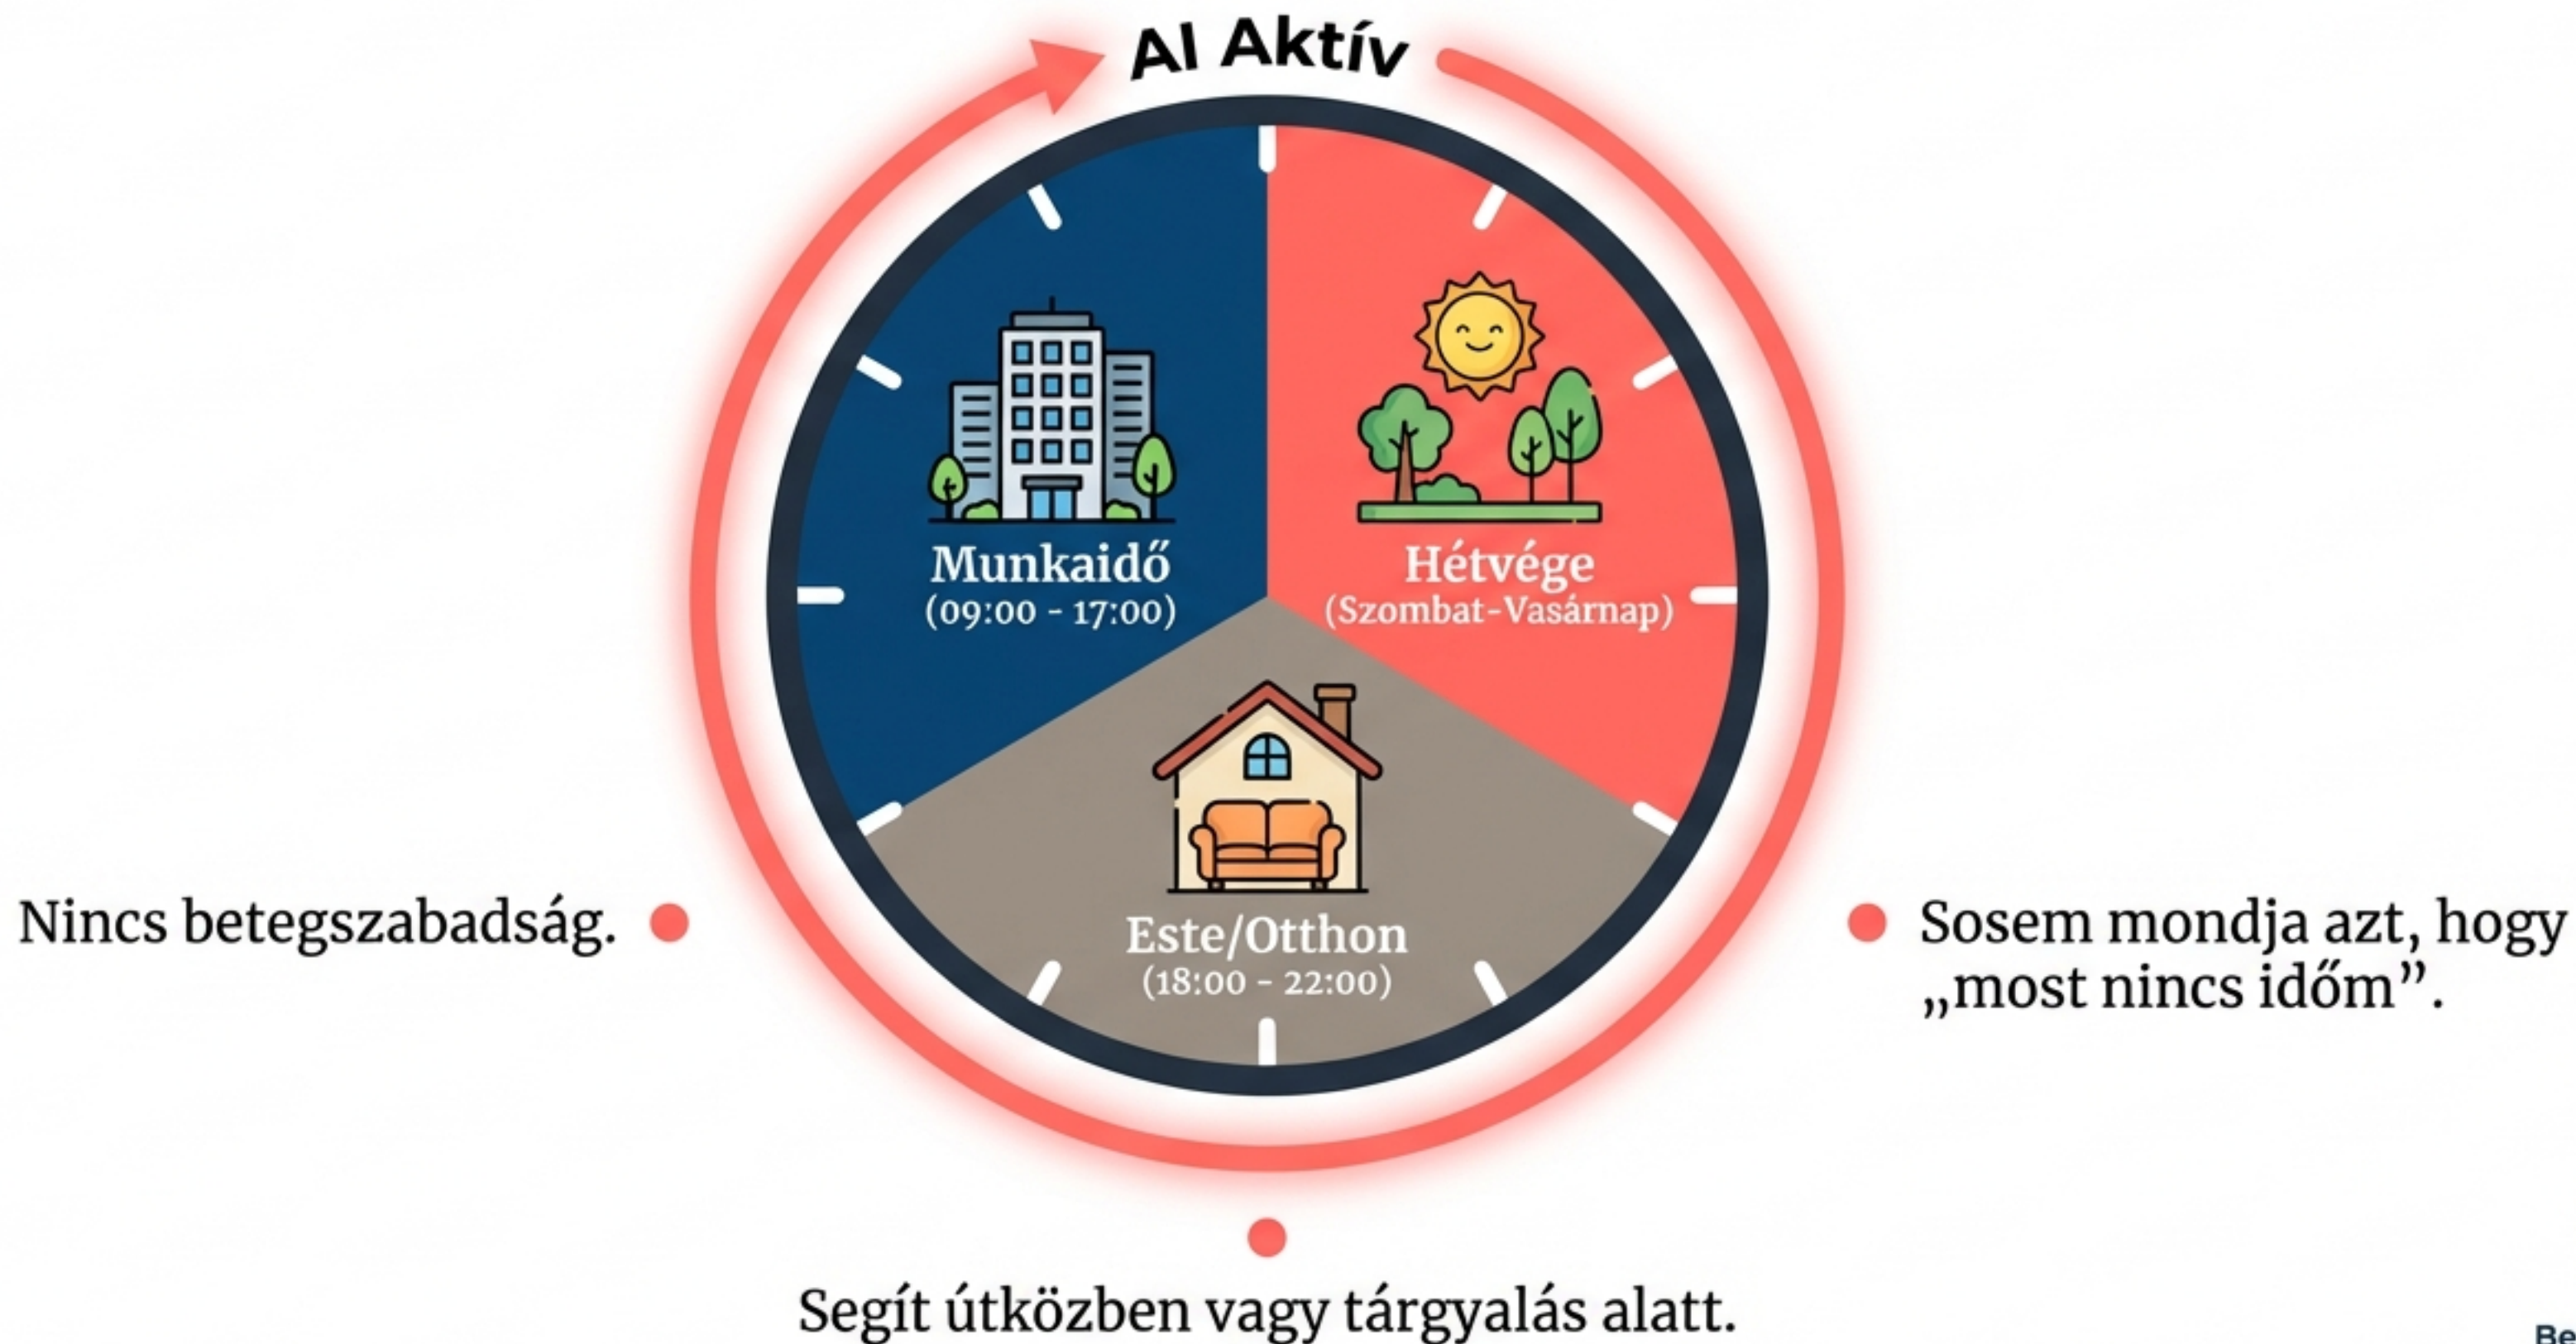 AI Aktív
Munkaidő
(09:00 - 17:00)
Hétvége
(Szombat-Vasárnap)
Este/Otthon
(18:00 - 22:00)
Nincs betegszabadság.
Sosem mondja azt, hogy
„most nincs időm”.
Segít útközben vagy tárgyalás alatt.